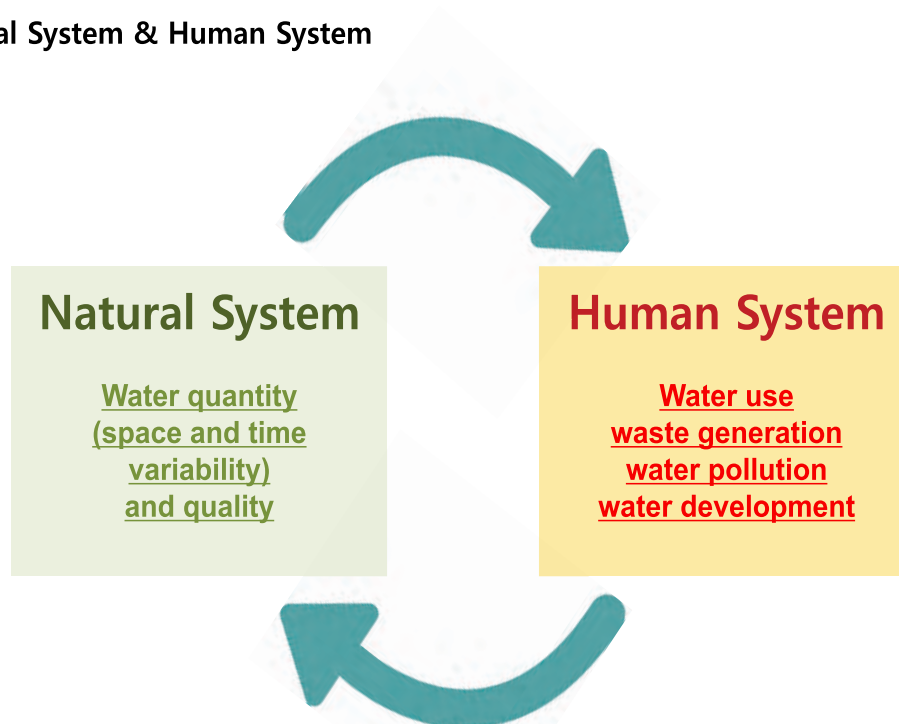 al System & Human System
Natural System
Water quantity
(space and time
variability)
and quality
Human System
Water use
waste generation
water pollution
water development